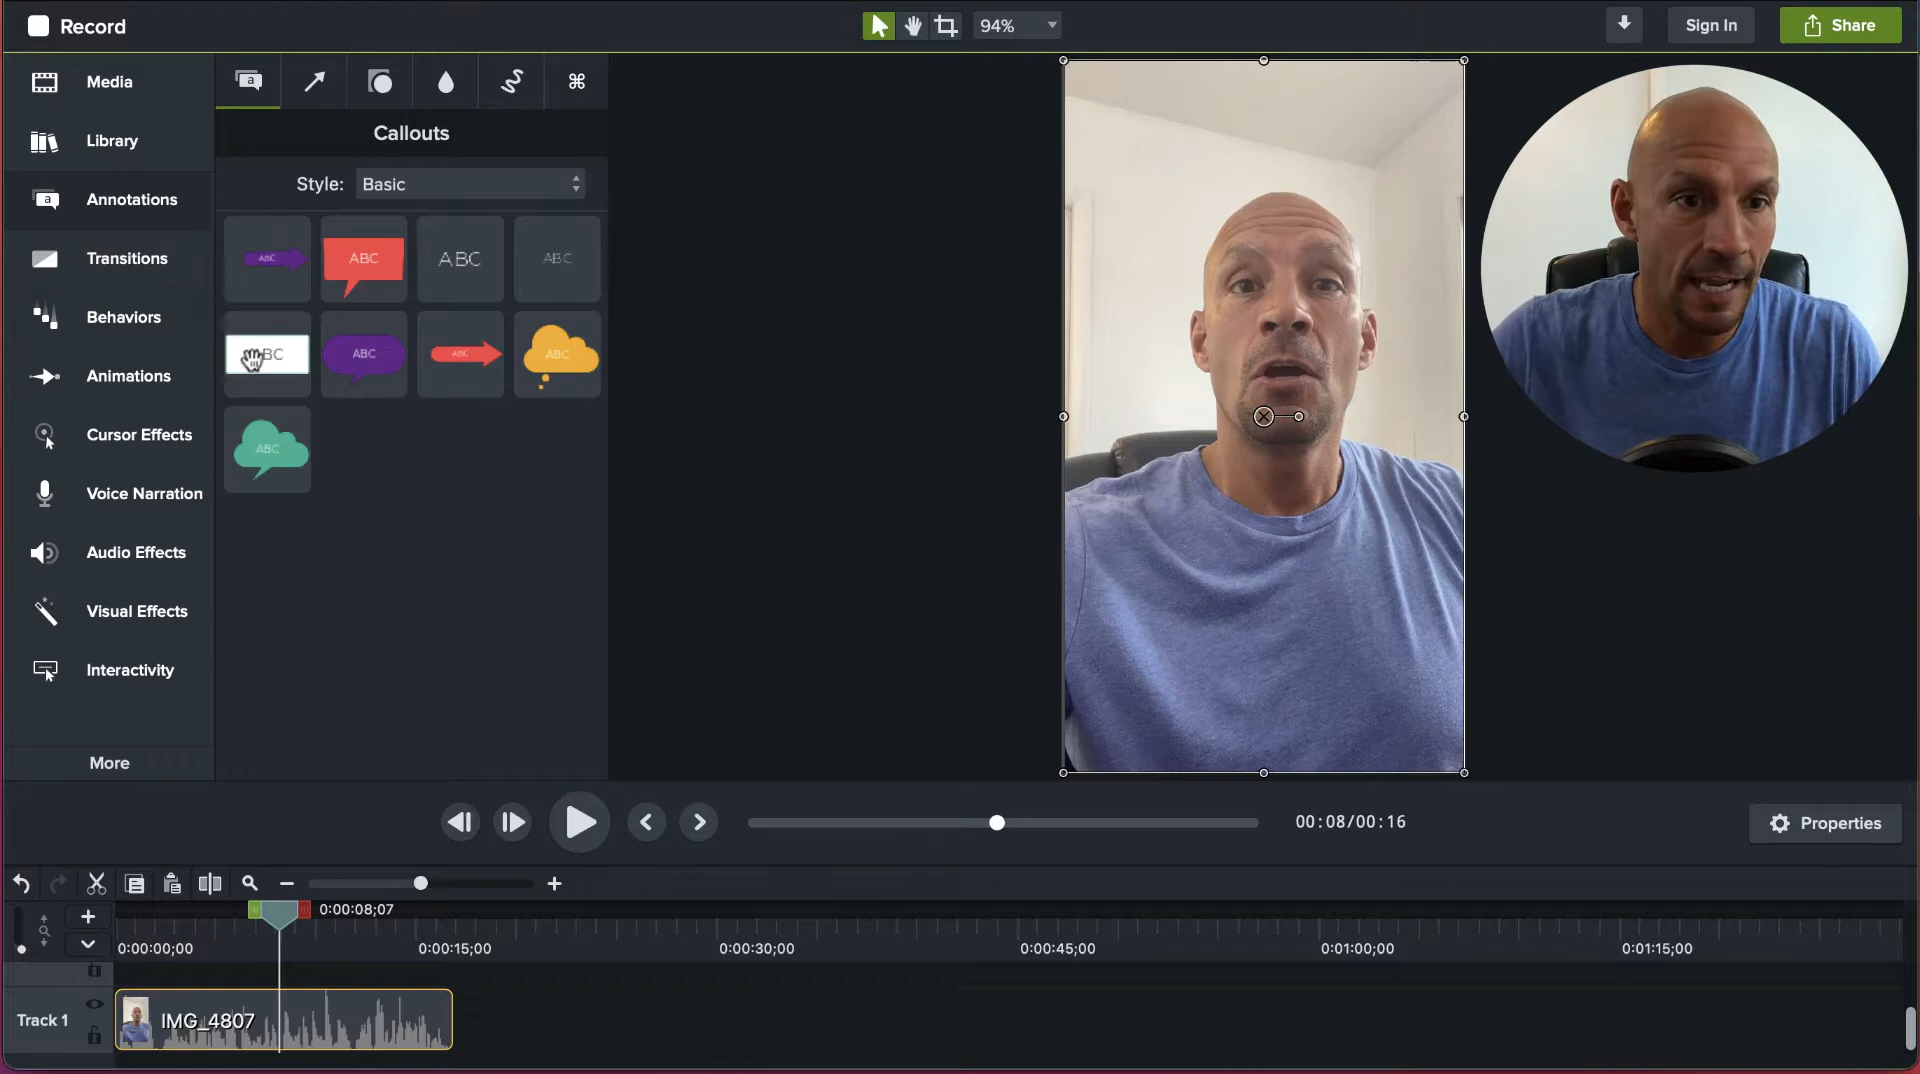 Record
94%
Sign In
Share
Media
a
Callouts
Library
Style: Basic
a Annotations
Transitions
ABC ABC ABC ABC
Behaviors
BC ABC ABC ABC
Animations
Cursor Effects
ABC
Voice Narration
Audio Effects
Visual Effects
Interactivity
More
00:08/00:16
Properties
0:00:08;07
0:00:00;00 0:00:15;00 0:00:30;00 0:00:45;00 0:01:00;00 0:01:15;00
Track 1 IMG_4807